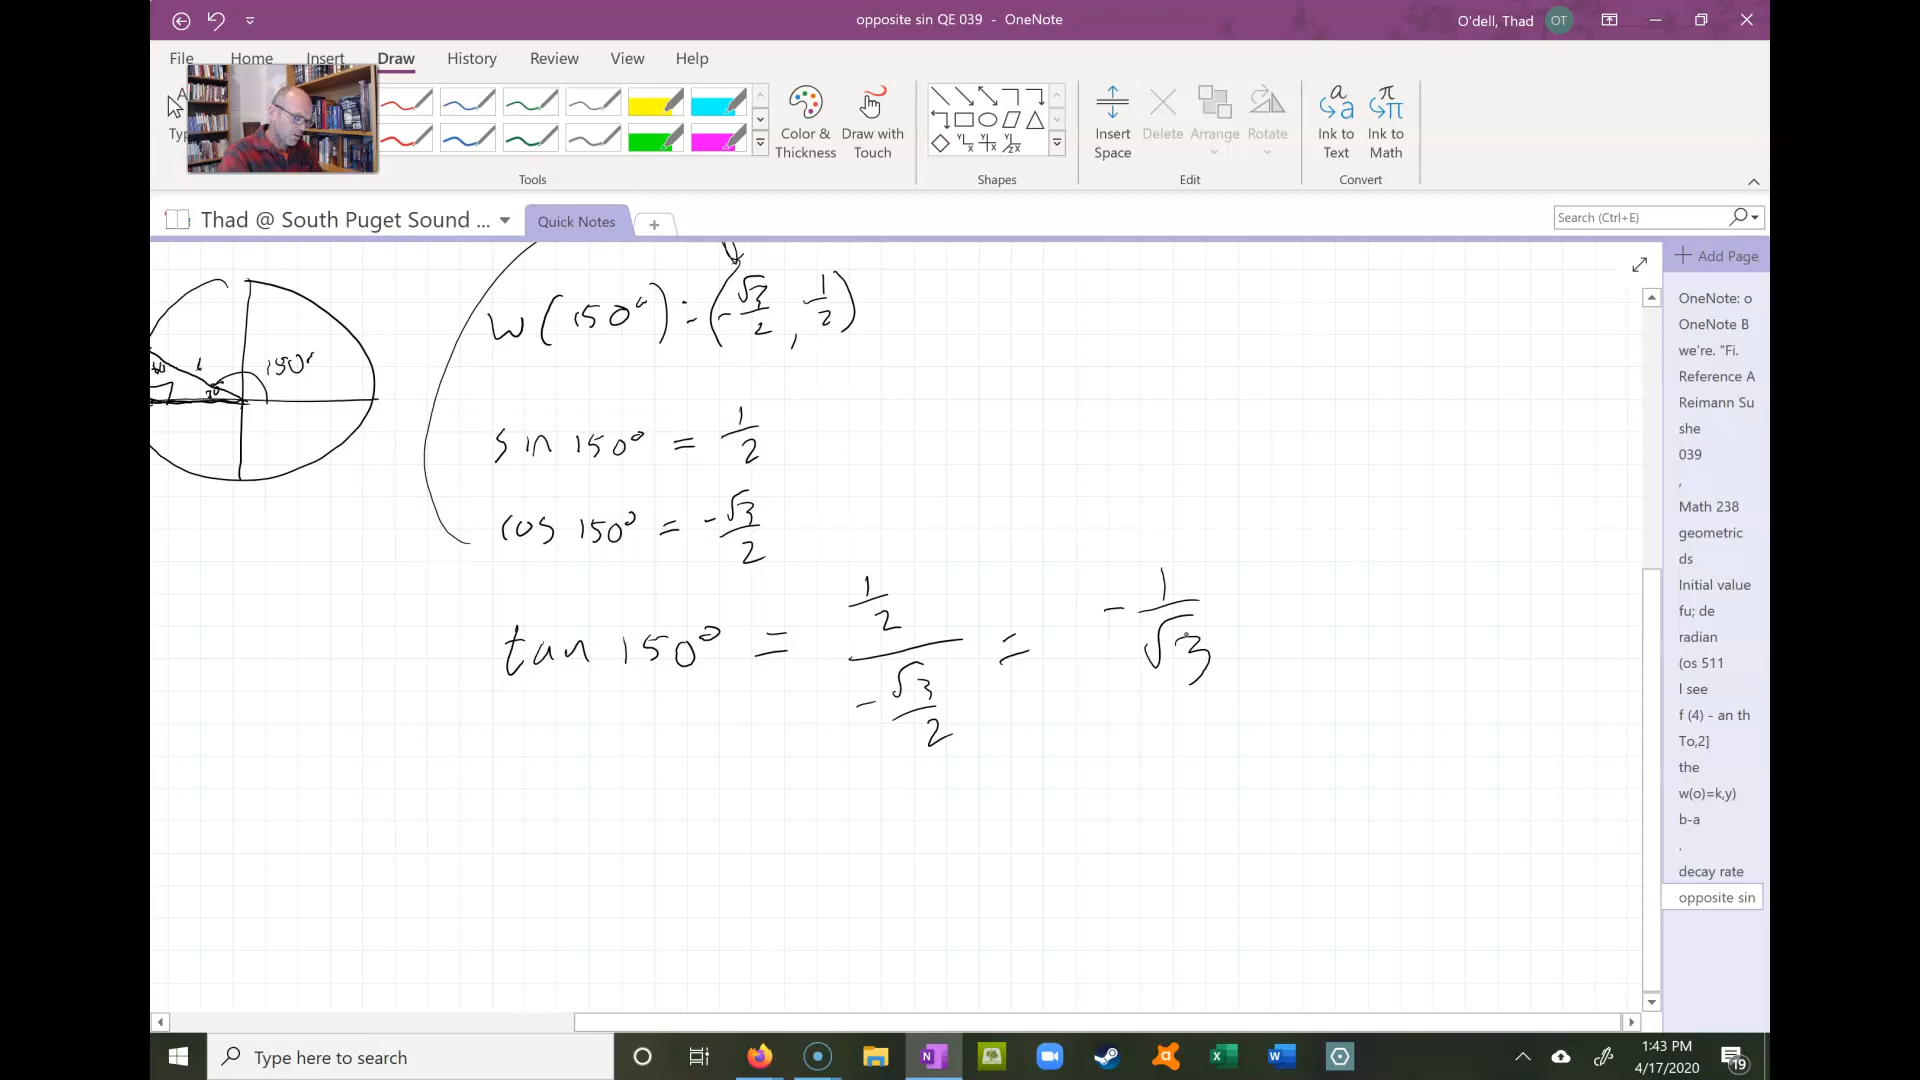 opposite sin QE 039 - OneNote
O'dell, Thad OT
File Home Insert Draw History Review View Help
Color & Thickness
Draw with Touch
Insert Space
Delete
Arrange
Rotate
Ink to Text
Ink to Math
Tools
Shapes
Edit
Convert
Thad @ South Puget Sound ...
Quick Notes
Search (Ctrl+E)
w(150°) = (-√3/2, 1/2)
150°
30°
sin 150° = 1/2
cos 150° = -√3/2
tan 150° = (1/2)/(-√3/2) = -1/√3
Add Page
OneNote: o
OneNote B
we're. "Fi.
Reference A
Reimann Su
she
039
,
Math 238
geometric
ds
Initial value
fu; de
radian
(os 511
I see
f (4) - an th
To,2]
the
w(o)=k,y)
b-a
.
decay rate
opposite sin
Type here to search
1:43 PM
4/17/2020
19